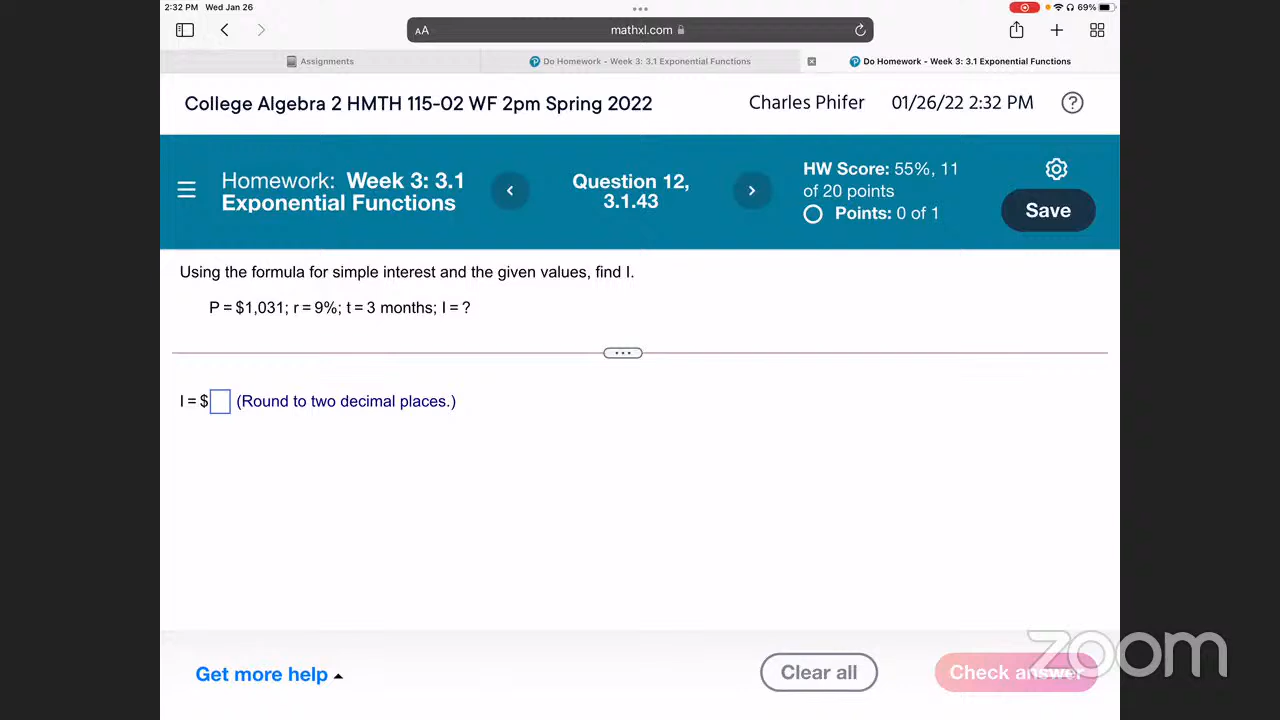 2:32 PM Wed Jan 26
69%
AA mathxl.com
Assignments
Do Homework - Week 3: 3.1 Exponential Functions
Do Homework - Week 3: 3.1 Exponential Functions
College Algebra 2 HMTH 115-02 WF 2pm Spring 2022
Charles Phifer
01/26/22 2:32 PM
?
Homework: Week 3: 3.1
Exponential Functions
Question 12,
3.1.43
HW Score: 55%, 11
of 20 points
Points: 0 of 1
Save
Using the formula for simple interest and the given values, find I.
P = $1,031; r = 9%; t = 3 months; I = ?
I = $ (Round to two decimal places.)
Get more help
Clear all
Check answer
zoom